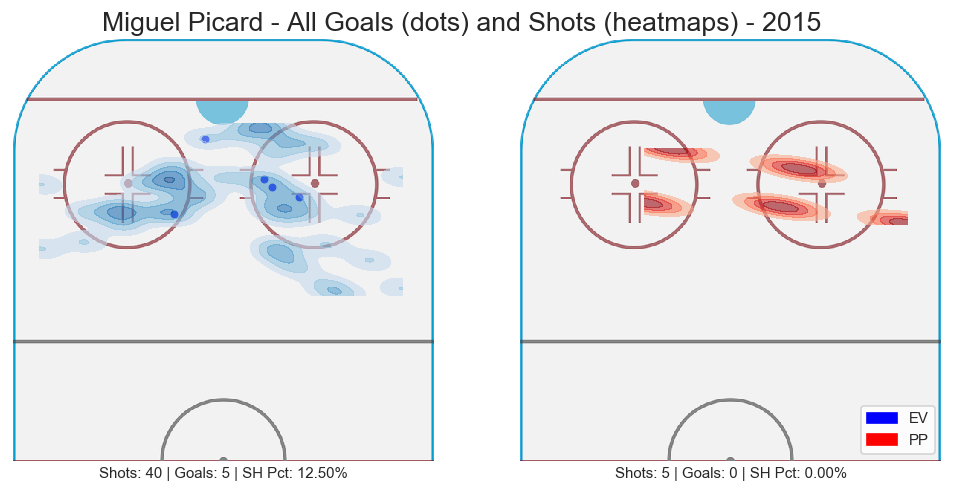 Miguel Picard - All Goals (dots) and Shots (heatmaps) - 2015
EV
PP
Shots: 40 | Goals: 5 | SH Pct: 12.50%
Shots: 5 | Goals: 0 | SH Pct: 0.00%